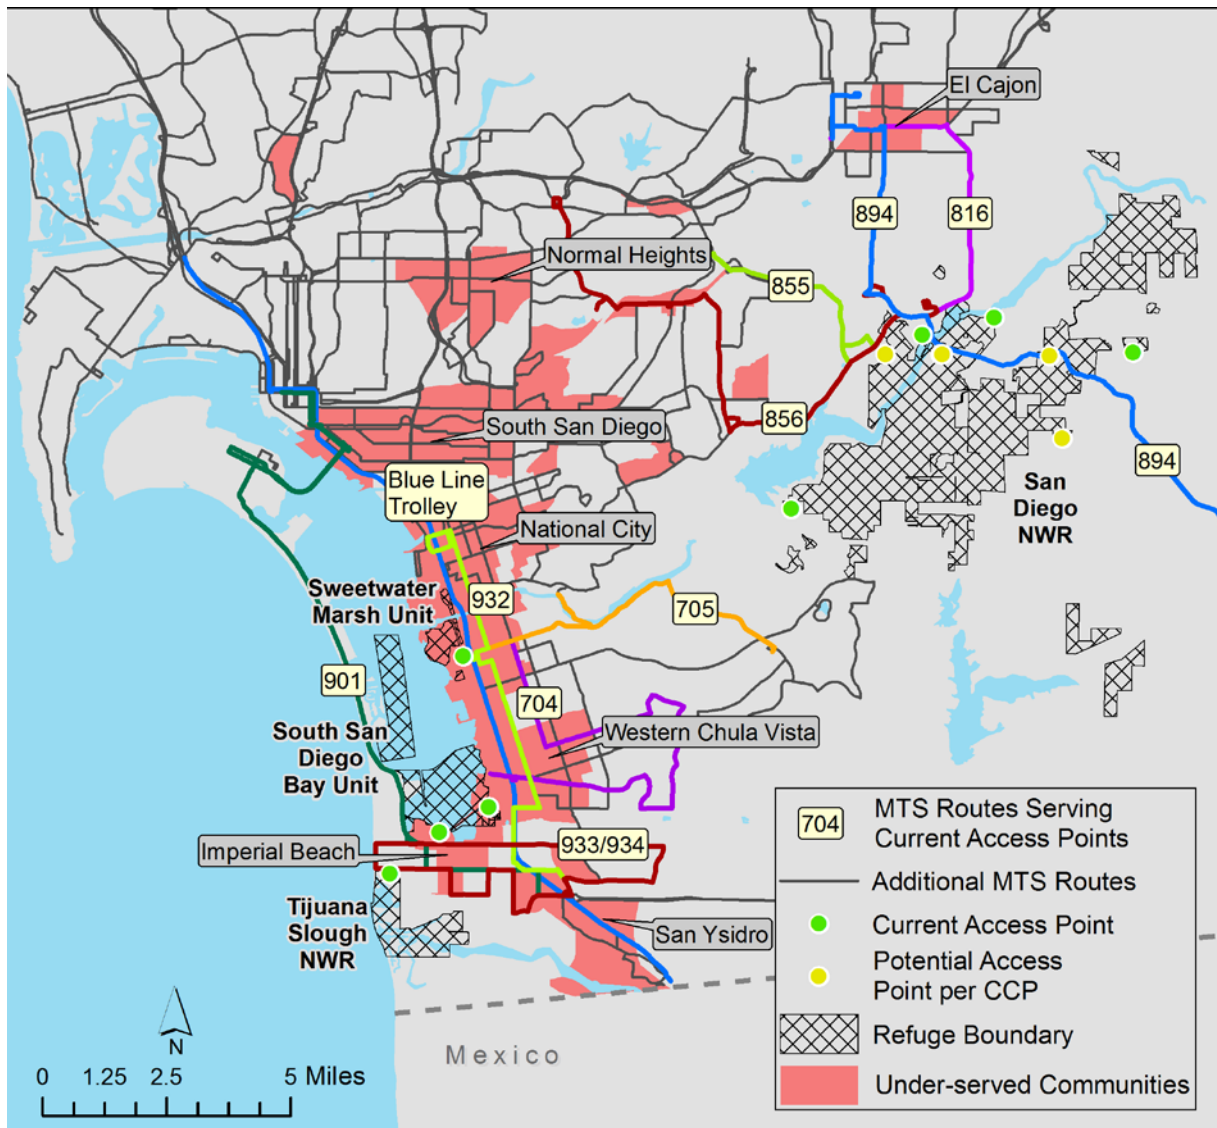 El Cajon
894
816
Normal Heights
855
South San Diego
856
894
Blue Line
Trolley
San
Diego
NWR
National City
Sweetwater
Marsh Unit
932
705
901
704
South San
Diego
Bay Unit
Western Chula Vista
933/934
Imperial Beach
Tijuana
Slough
NWR
San Ysidro
704
MTS Routes Serving
Current Access Points
Additional MTS Routes
Current Access Point
Potential Access
Point per CCP
Refuge Boundary
Under-served Communities
N
Mexico
0 1.25 2.5 5 Miles